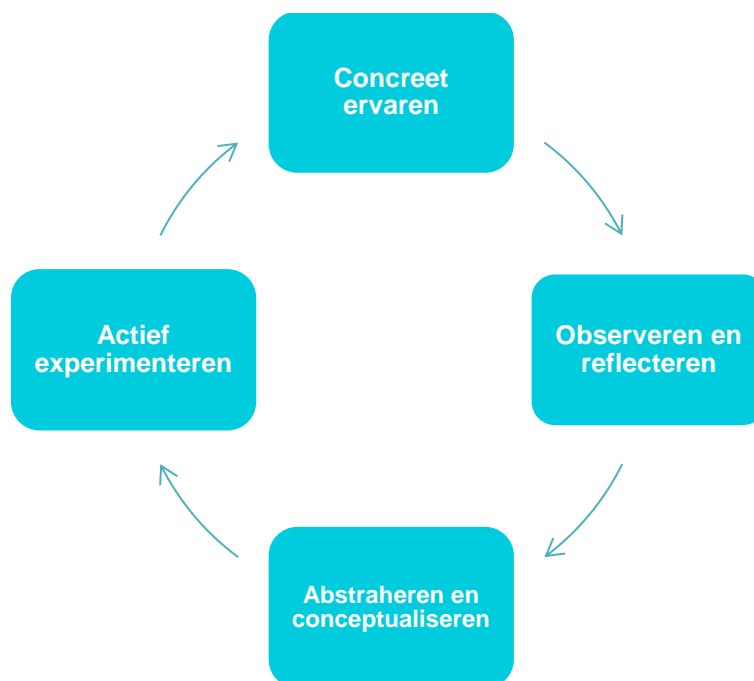 Concreet
ervaren
Observeren en
reflecteren
Abstraheren en
conceptualiseren
Actief
experimenteren